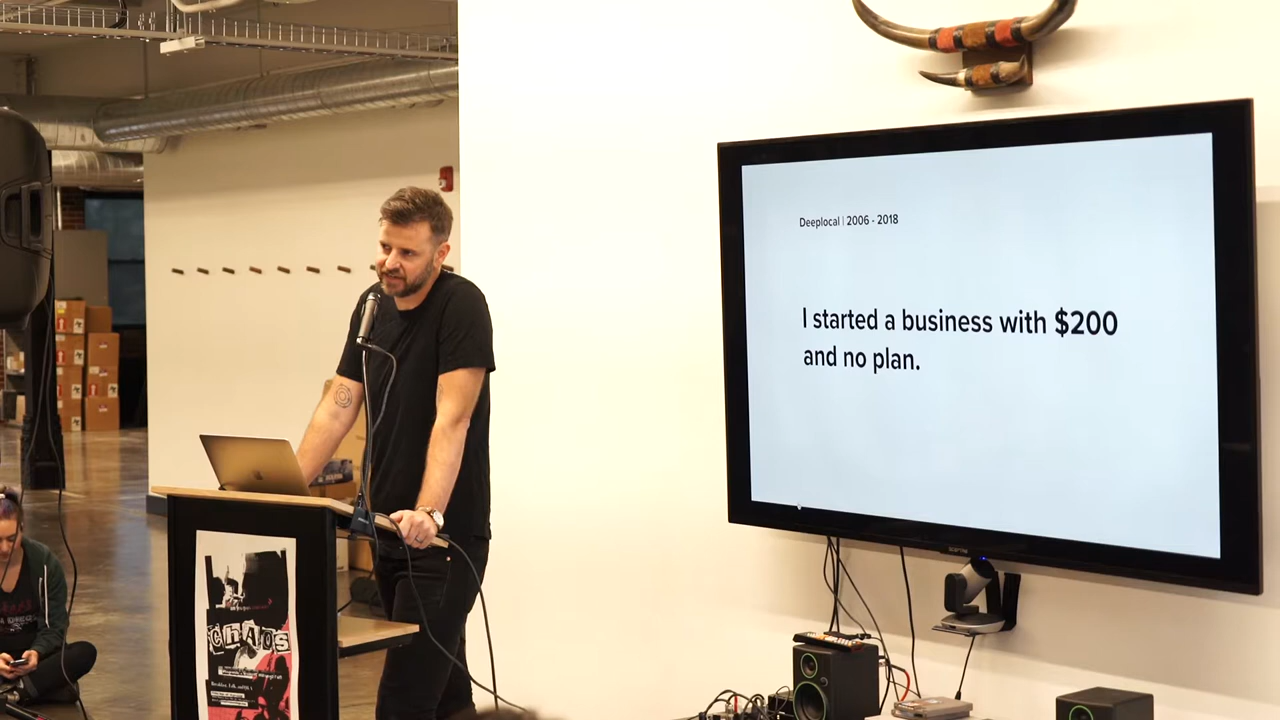 Deeplocal | 2006 - 2018
I started a business with $200
and no plan.
CHAOS